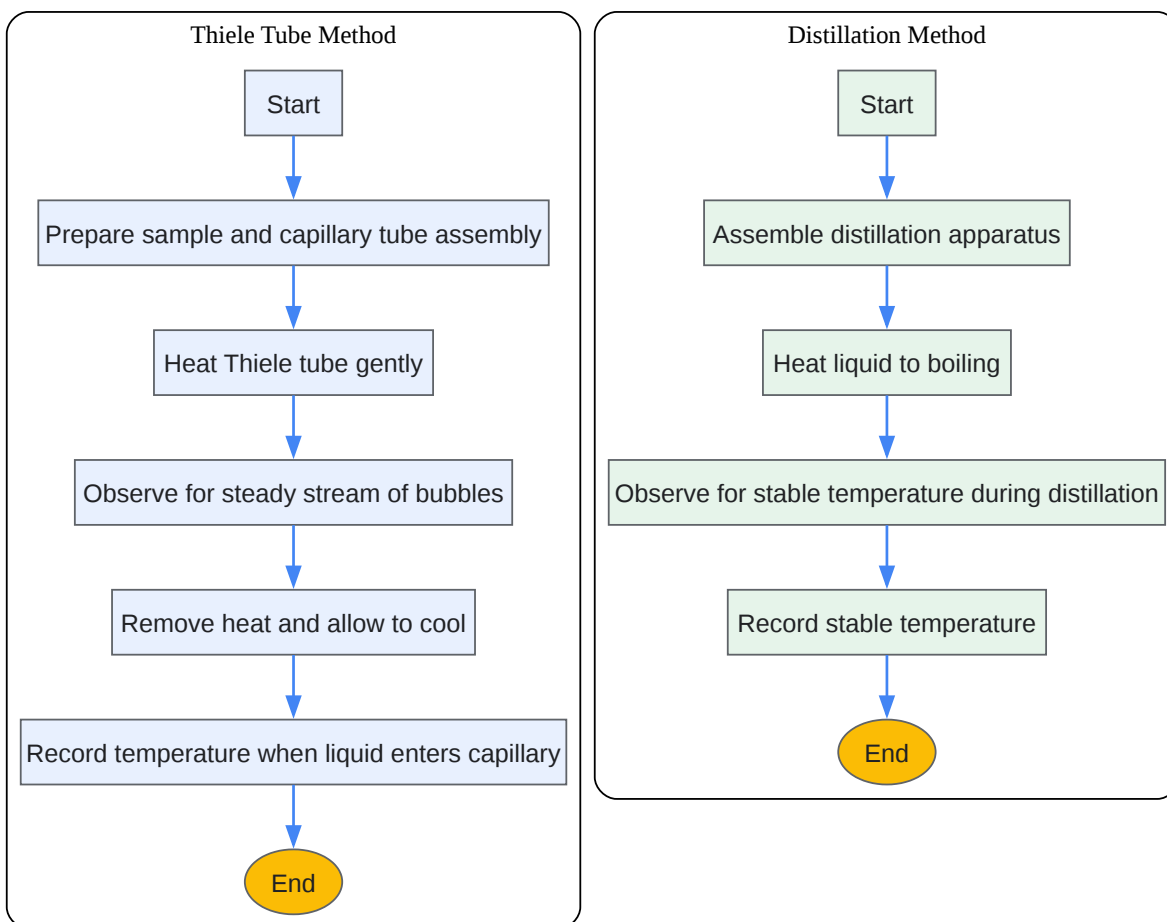 Thiele Tube Method
Start
Prepare sample and capillary tube assembly
Heat Thiele tube gently
Observe for steady stream of bubbles
Remove heat and allow to cool
Record temperature when liquid enters capillary
End
Distillation Method
Start
Assemble distillation apparatus
Heat liquid to boiling
Observe for stable temperature during distillation
Record stable temperature
End